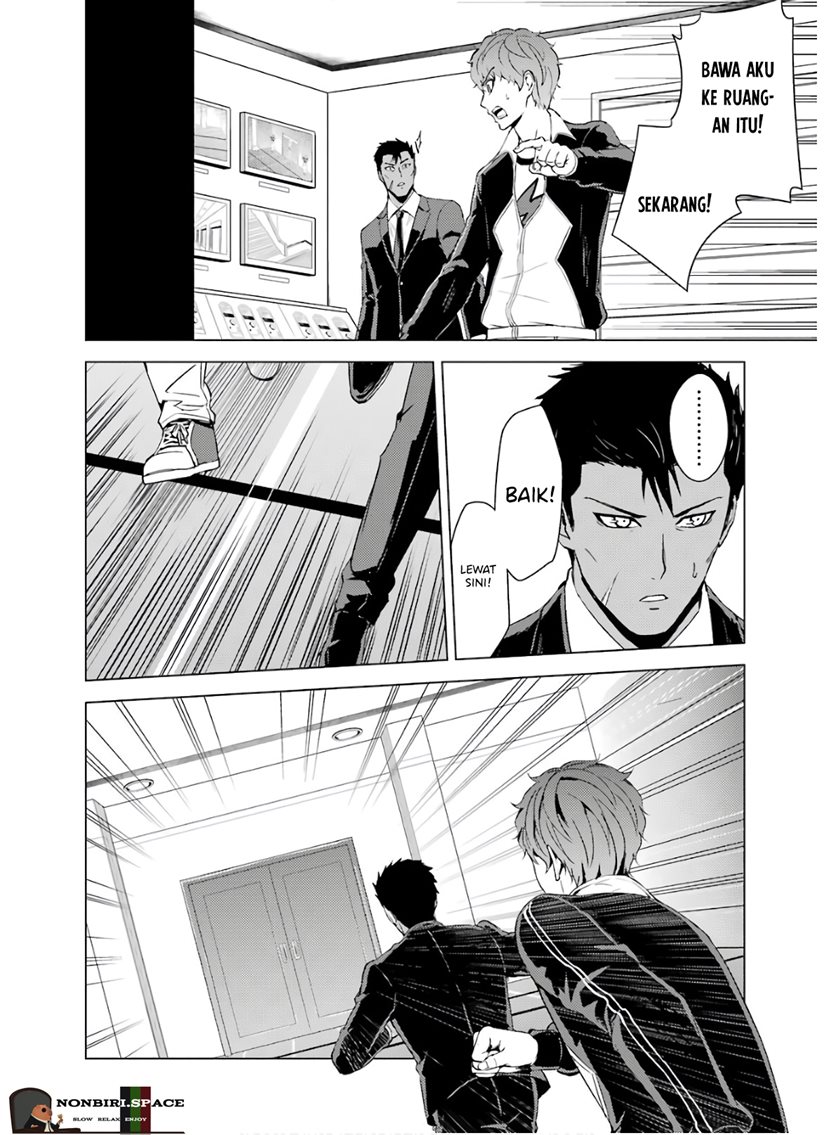 BAWA AKU
KE RUANG-
AN ITU!
SEKARANG!
.........
BAIK!
LEWAT
SINI!
NONBIRI.SPACE
SLOW RELAX ENJOY